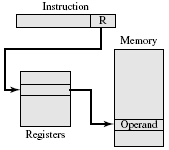 Instruction
R
Memory
Operand
Registers